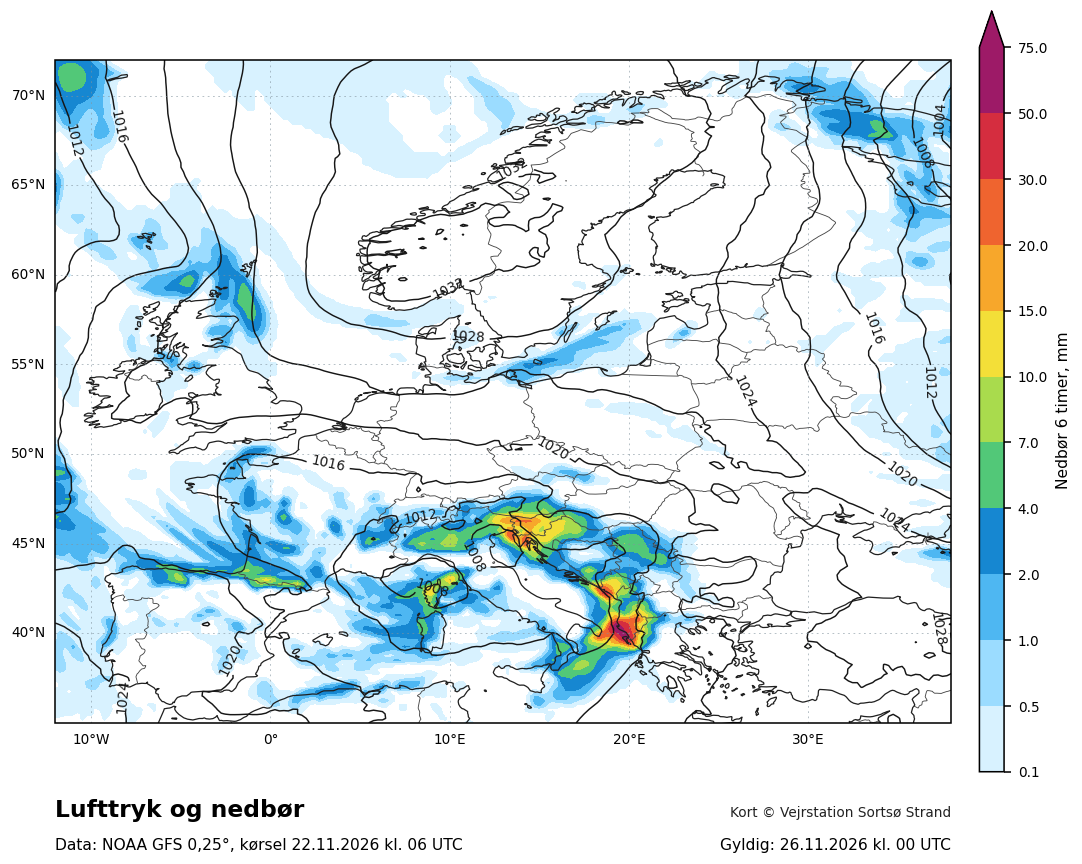 75.0
50.0
30.0
20.0
15.0
10.0
7.0
4.0
2.0
1.0
0.5
0.1
Nedbør 6 timer, mm
70°N
65°N
60°N
55°N
50°N
45°N
40°N
10°W
0°
10°E
20°E
30°E
1012
1016
1032
1032
1028
1004
1008
1016
1012
1024
1020
1020
1024
1016
1012
1008
1008
1020
1024
1028
Lufttryk og nedbør
Kort © Vejrstation Sortsø Strand
Data: NOAA GFS 0,25°, kørsel 22.11.2026 kl. 06 UTC
Gyldig: 26.11.2026 kl. 00 UTC